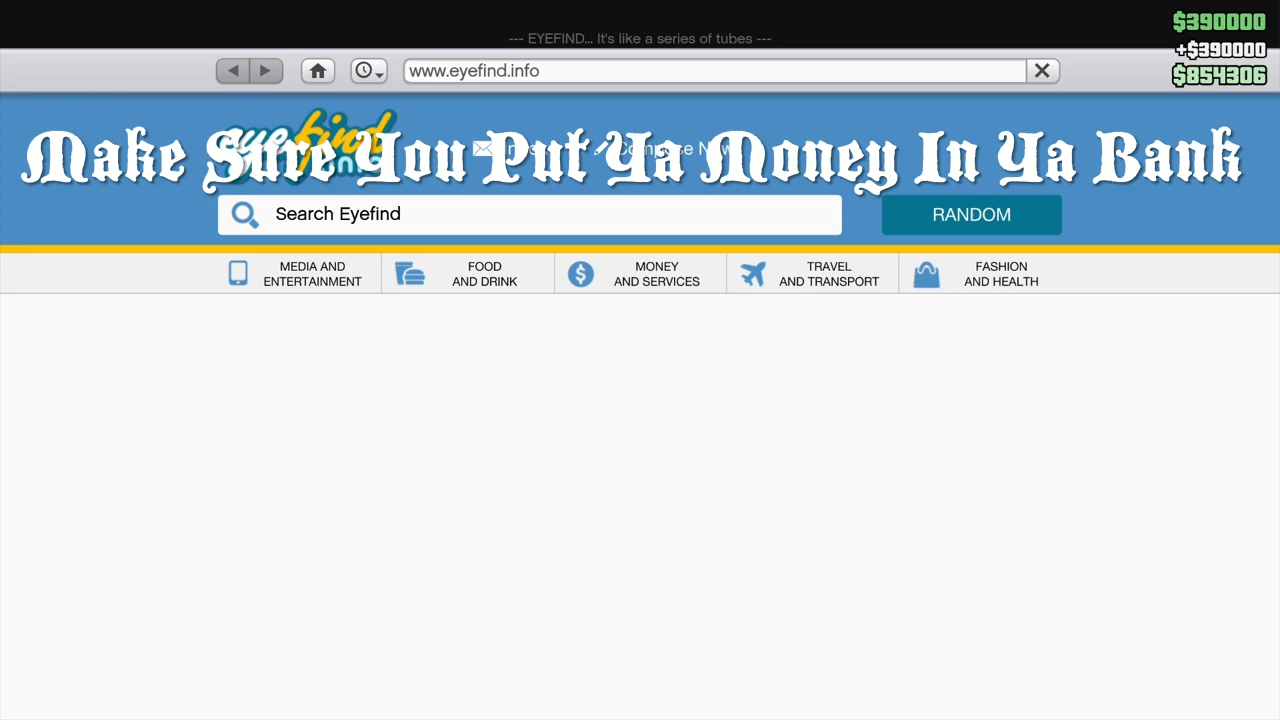 $390000
--- EYEFIND... It's like a series of tubes ---
+$390000
www.eyefind.info
$854306
eyefind
Make Sure You Put Ya Money In Ya Bank
Search Eyefind
RANDOM
MEDIA AND
ENTERTAINMENT
FOOD
AND DRINK
MONEY
AND SERVICES
TRAVEL
AND TRANSPORT
FASHION
AND HEALTH